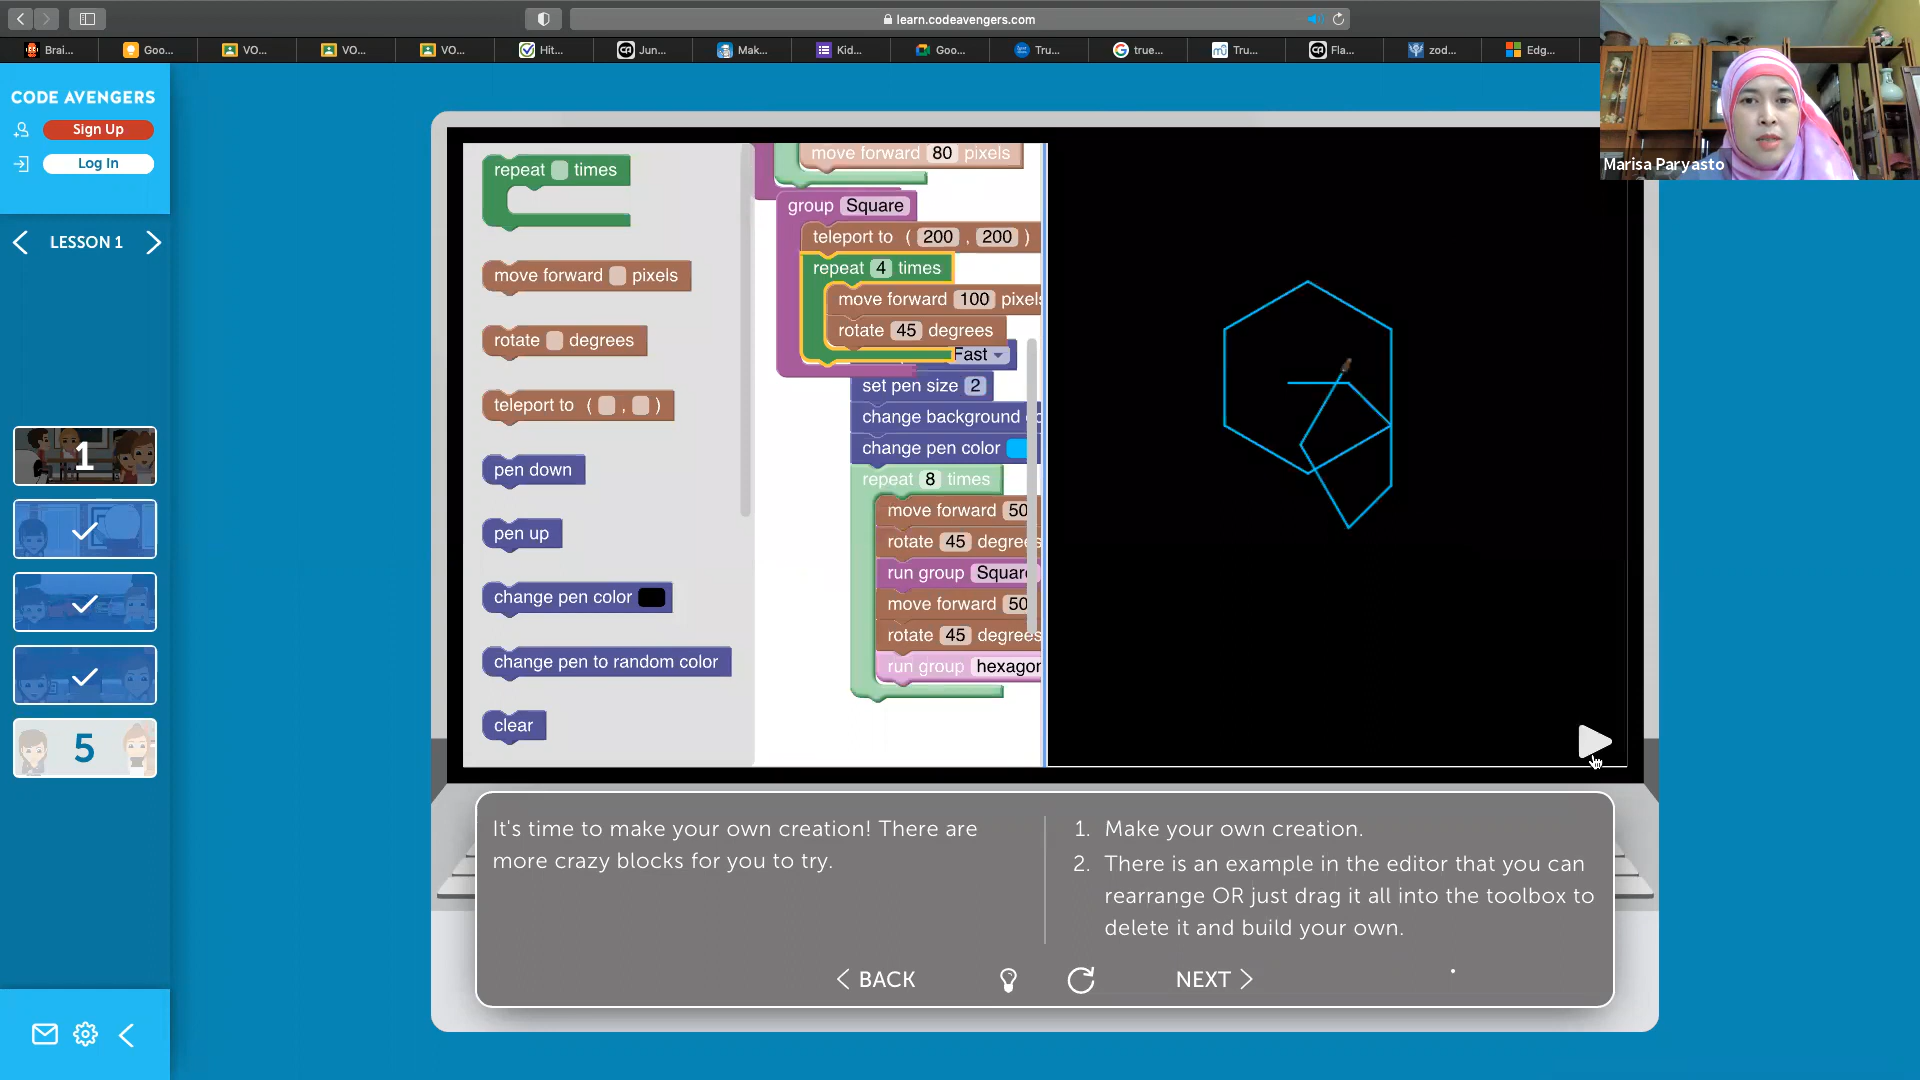 learn.codeavengers.com
Brai...
Goo...
VO...
VO...
VO...
Hit...
Jun...
Mak...
Kid...
Goo...
Tru...
true...
Tru...
Fla...
zod...
Edg...
Marisa Paryasto
CODE AVENGERS
Sign Up
Log In
LESSON 1
1
5
repeat times
move forward pixels
rotate degrees
teleport to ( , )
pen down
pen up
change pen color
change pen to random color
clear
move forward 80 pixels
group Square
teleport to ( 200 , 200 )
repeat 4 times
move forward 100 pixels
rotate 45 degrees
Fast
set pen size 2
change background
change pen color
repeat 8 times
move forward 50
rotate 45 degrees
run group Square
move forward 50
rotate 45 degrees
run group hexagon
It's time to make your own creation! There are
more crazy blocks for you to try.
1. Make your own creation.
2. There is an example in the editor that you can
rearrange OR just drag it all into the toolbox to
delete it and build your own.
BACK
NEXT